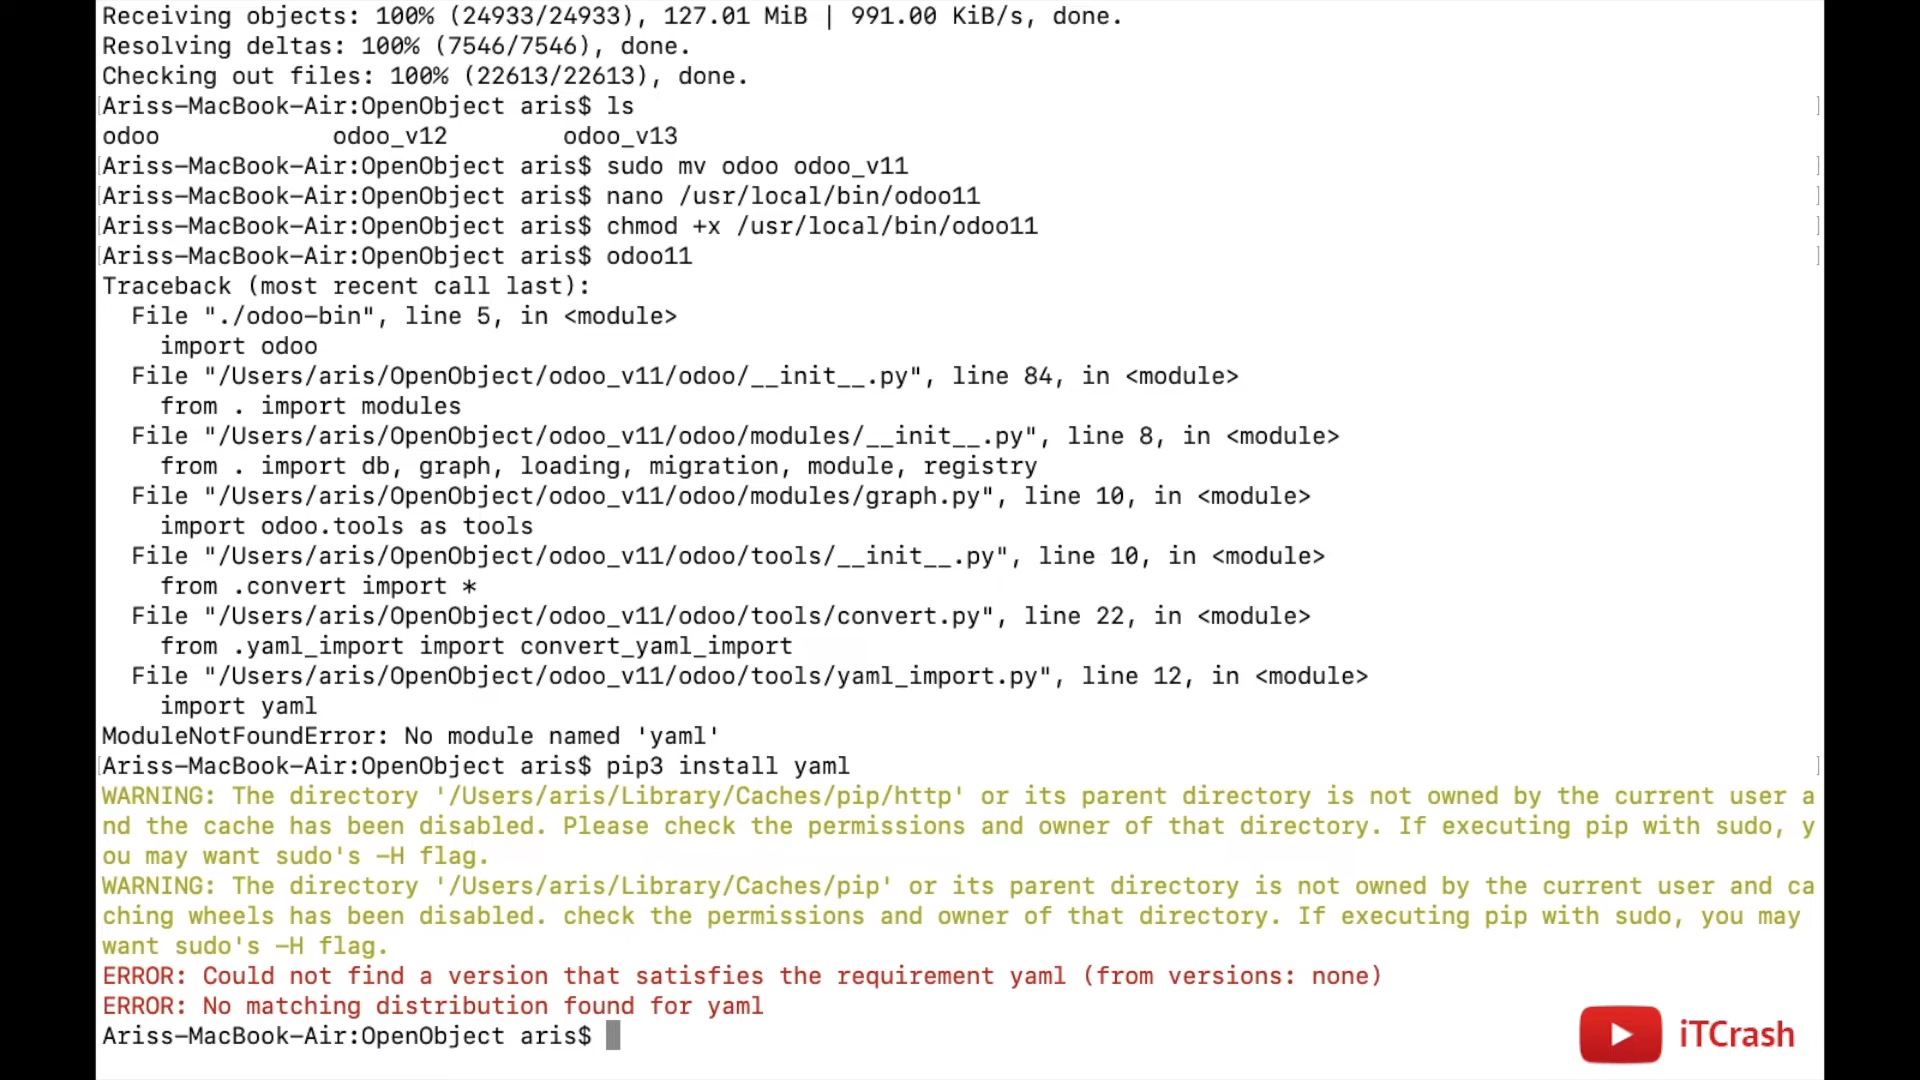 Receiving objects: 100% (24933/24933), 127.01 MiB | 991.00 KiB/s, done.
Resolving deltas: 100% (7546/7546), done.
Checking out files: 100% (22613/22613), done.
[Ariss-MacBook-Air:OpenObject aris$ ls ]
odoo odoo_v12 odoo_v13
[Ariss-MacBook-Air:OpenObject aris$ sudo mv odoo odoo_v11 ]
[Ariss-MacBook-Air:OpenObject aris$ nano /usr/local/bin/odoo11 ]
[Ariss-MacBook-Air:OpenObject aris$ chmod +x /usr/local/bin/odoo11 ]
[Ariss-MacBook-Air:OpenObject aris$ odoo11 ]
Traceback (most recent call last):
  File "./odoo-bin", line 5, in <module>
    import odoo
  File "/Users/aris/OpenObject/odoo_v11/odoo/__init__.py", line 84, in <module>
    from . import modules
  File "/Users/aris/OpenObject/odoo_v11/odoo/modules/__init__.py", line 8, in <module>
    from . import db, graph, loading, migration, module, registry
  File "/Users/aris/OpenObject/odoo_v11/odoo/modules/graph.py", line 10, in <module>
    import odoo.tools as tools
  File "/Users/aris/OpenObject/odoo_v11/odoo/tools/__init__.py", line 10, in <module>
    from .convert import *
  File "/Users/aris/OpenObject/odoo_v11/odoo/tools/convert.py", line 22, in <module>
    from .yaml_import import convert_yaml_import
  File "/Users/aris/OpenObject/odoo_v11/odoo/tools/yaml_import.py", line 12, in <module>
    import yaml
ModuleNotFoundError: No module named 'yaml'
[Ariss-MacBook-Air:OpenObject aris$ pip3 install yaml ]
WARNING: The directory '/Users/aris/Library/Caches/pip/http' or its parent directory is not owned by the current user a
nd the cache has been disabled. Please check the permissions and owner of that directory. If executing pip with sudo, y
ou may want sudo's -H flag.
WARNING: The directory '/Users/aris/Library/Caches/pip' or its parent directory is not owned by the current user and ca
ching wheels has been disabled. check the permissions and owner of that directory. If executing pip with sudo, you may
want sudo's -H flag.
ERROR: Could not find a version that satisfies the requirement yaml (from versions: none)
ERROR: No matching distribution found for yaml
Ariss-MacBook-Air:OpenObject aris$
iTCrash